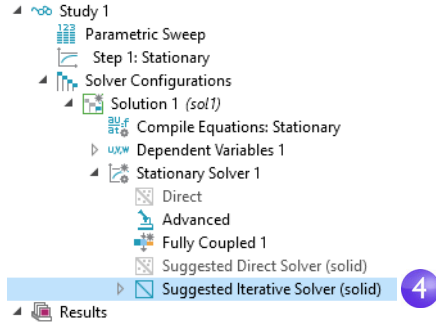 Study 1
123
Parametric Sweep
Step 1: Stationary
Solver Configurations
Solution 1 (sol1)
Compile Equations: Stationary
u,v,w Dependent Variables 1
Stationary Solver 1
Direct
Advanced
Fully Coupled 1
Suggested Direct Solver (solid)
Suggested Iterative Solver (solid) 4
Results